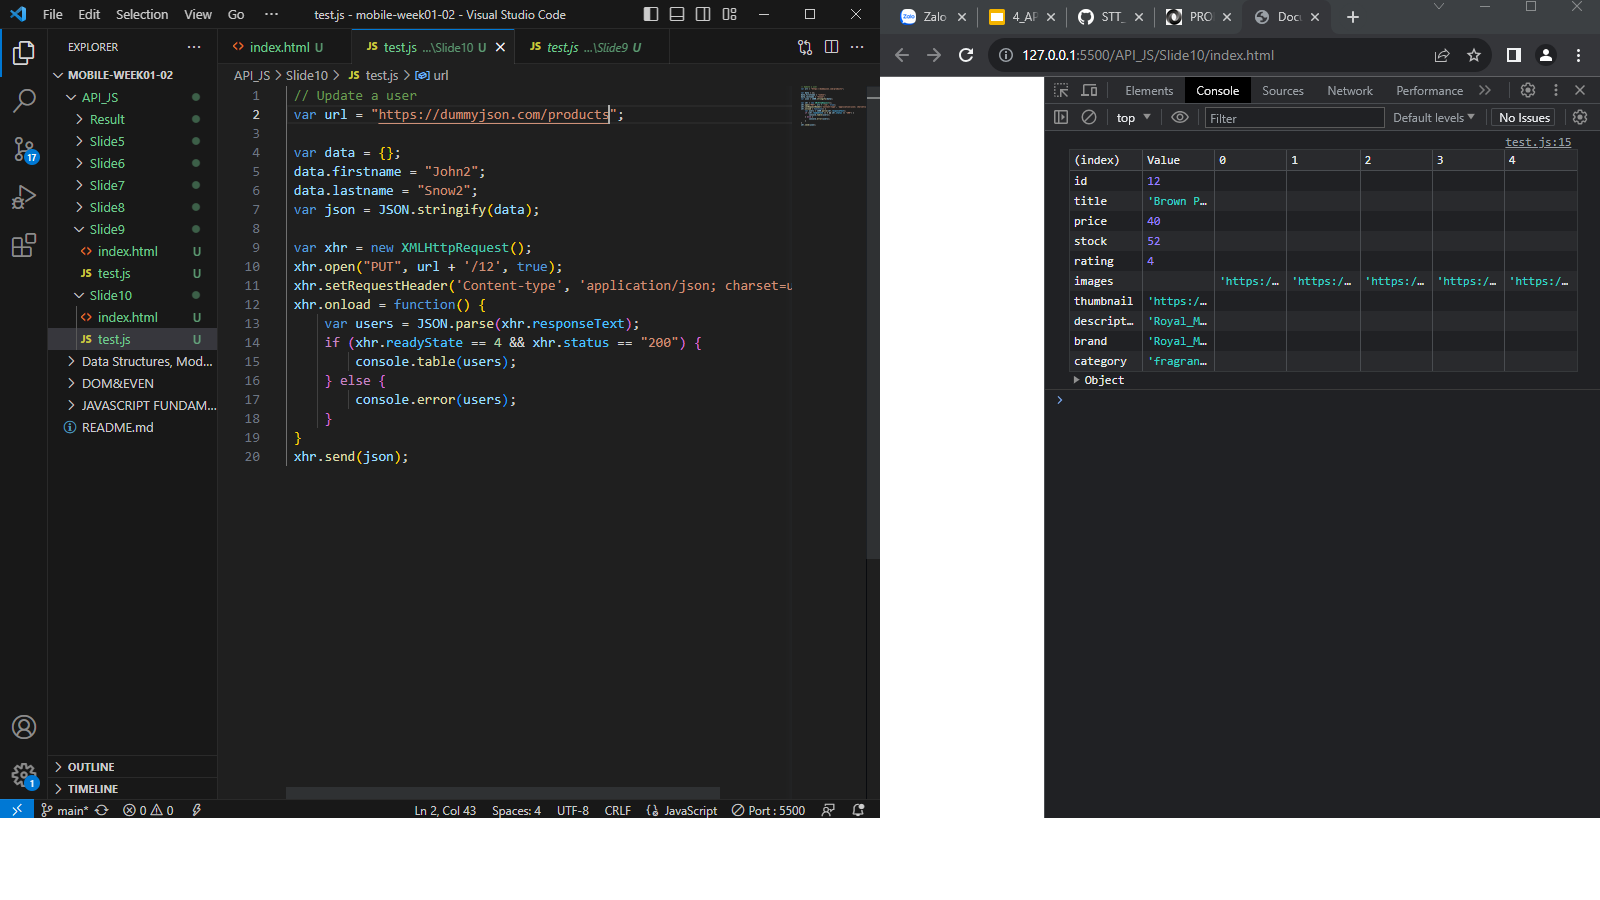 File Edit Selection View Go ··· test.js - mobile-week01-02 - Visual Studio Code
EXPLORER ···
MOBILE-WEEK01-02
API_JS
Result
Slide5
Slide6
Slide7
Slide8
Slide9
index.html U
JS test.js U
Slide10
index.html U
JS test.js U
Data Structures, Mod...
DOM&EVEN
JAVASCRIPT FUNDAM...
README.md
OUTLINE
TIMELINE
17
1
index.html U
JS test.js ...\Slide10 U
JS test.js ...\Slide9 U
API_JS > Slide10 > JS test.js > url
1 // Update a user
2 var url = "https://dummyjson.com/products";
3
4 var data = {};
5 data.firstname = "John2";
6 data.lastname = "Snow2";
7 var json = JSON.stringify(data);
8
9 var xhr = new XMLHttpRequest();
10 xhr.open("PUT", url + '/12', true);
11 xhr.setRequestHeader('Content-type', 'application/json; charset=u
12 xhr.onload = function() {
13 var users = JSON.parse(xhr.responseText);
14 if (xhr.readyState == 4 && xhr.status == "200") {
15 console.table(users);
16 } else {
17 console.error(users);
18 }
19 }
20 xhr.send(json);
main* 0 0 Ln 2, Col 43 Spaces: 4 UTF-8 CRLF JavaScript Port : 5500
Zalo 4_AP STT_ PRO Docu
127.0.0.1:5500/API_JS/Slide10/index.html
Elements Console Sources Network Performance
top Filter Default levels No Issues
test.js:15
(index) Value 0 1 2 3 4
id 12
title 'Brown P...
price 40
stock 52
rating 4
images 'https:/... 'https:/... 'https:/... 'https:/... 'https:/...
thumbnail 'https:/...
descript... 'Royal_M...
brand 'Royal_M...
category 'fragran...
Object